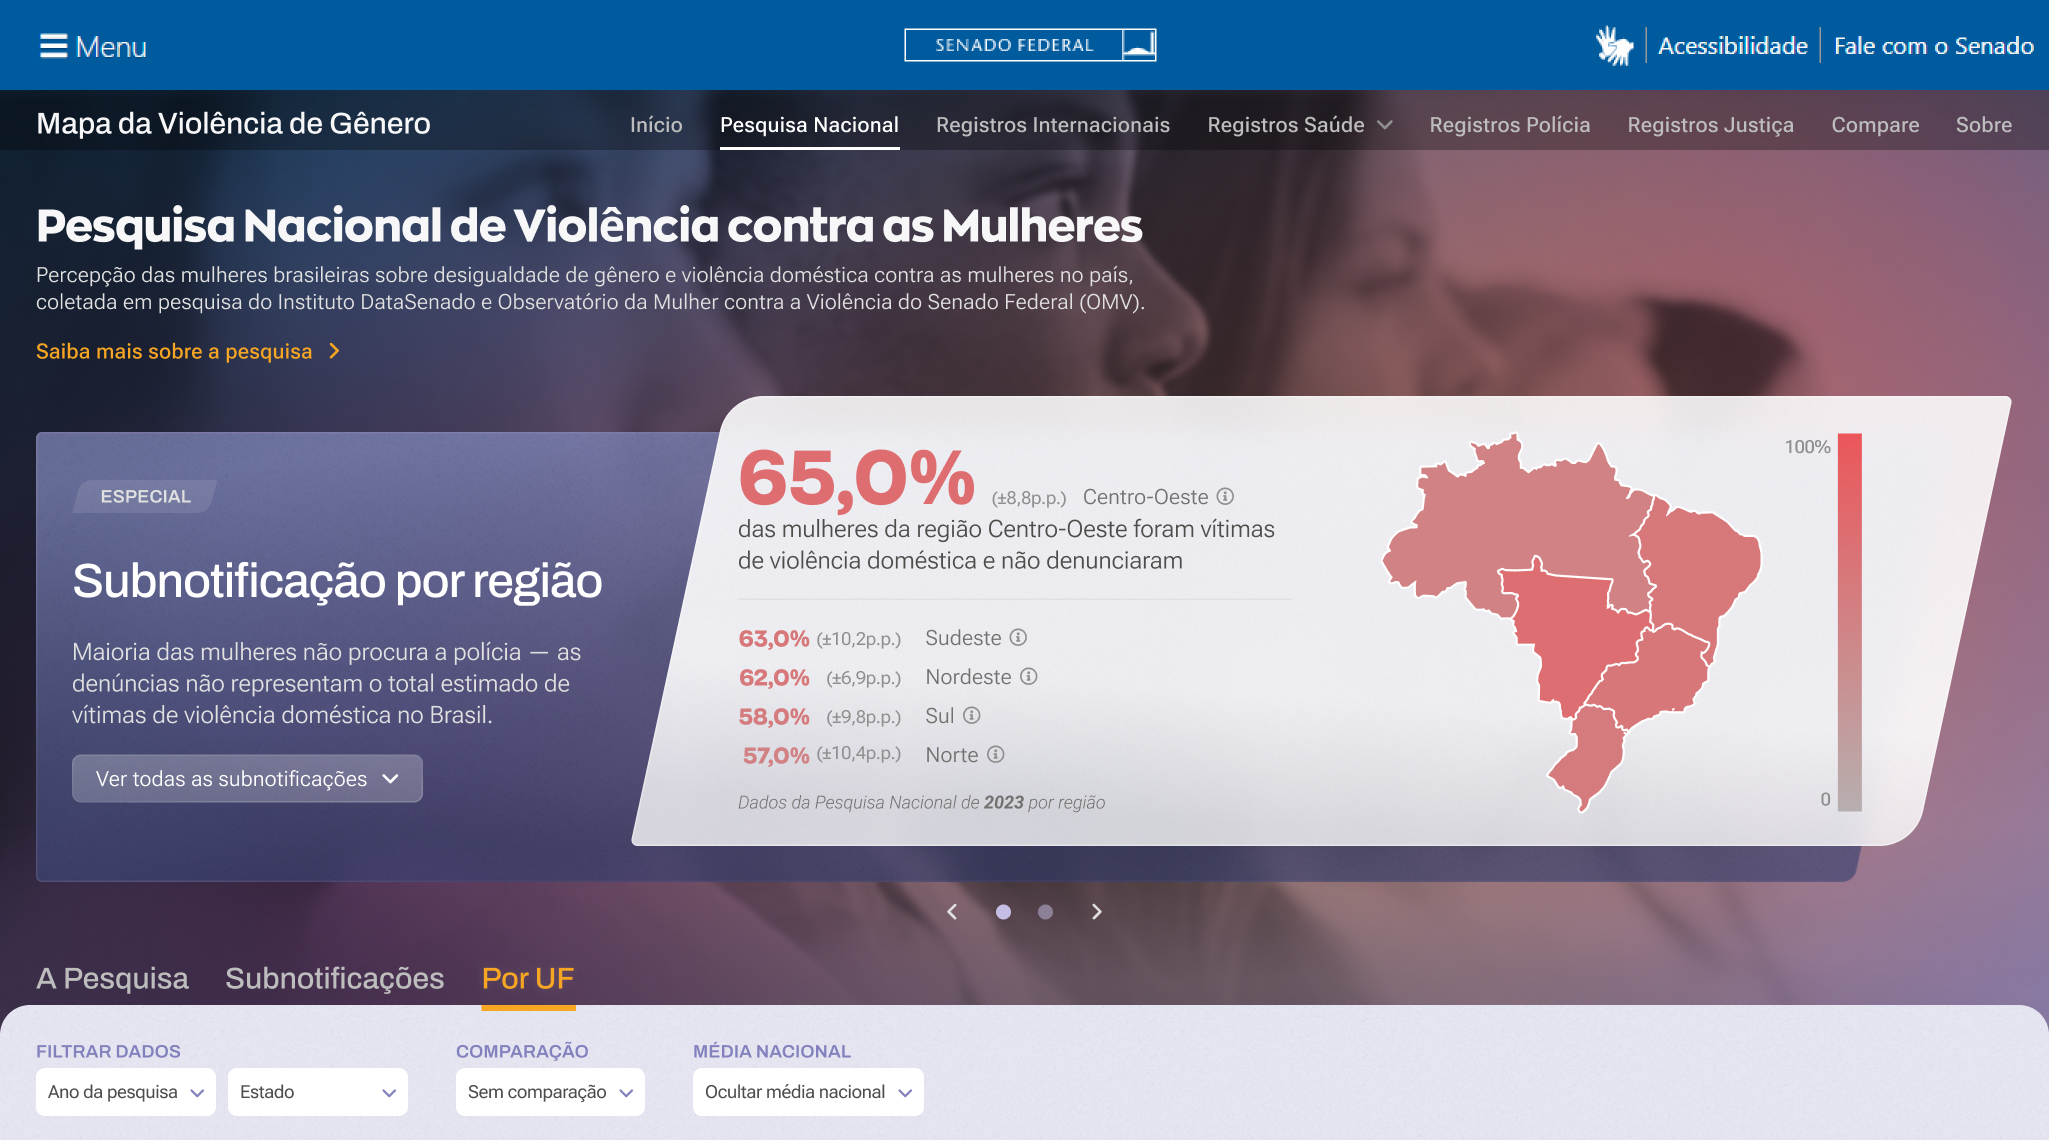 Menu
SENADO FEDERAL
Acessibilidade
Fale com o Senado
Mapa da Violência de Gênero
Início
Pesquisa Nacional
Registros Internacionais
Registros Saúde
Registros Polícia
Registros Justiça
Compare
Sobre
Pesquisa Nacional de Violência contra as Mulheres
Percepção das mulheres brasileiras sobre desigualdade de gênero e violência doméstica contra as mulheres no país,
coletada em pesquisa do Instituto DataSenado e Observatório da Mulher contra a Violência do Senado Federal (OMV).
Saiba mais sobre a pesquisa
ESPECIAL
Subnotificação por região
Maioria das mulheres não procura a polícia — as
denúncias não representam o total estimado de
vítimas de violência doméstica no Brasil.
Ver todas as subnotificações
65,0% (±8,8p.p.) Centro-Oeste
das mulheres da região Centro-Oeste foram vítimas
de violência doméstica e não denunciaram
63,0% (±10,2p.p.) Sudeste
62,0% (±6,9p.p.) Nordeste
58,0% (±9,8p.p.) Sul
57,0% (±10,4p.p.) Norte
Dados da Pesquisa Nacional de 2023 por região
100%
0
A Pesquisa
Subnotificações
Por UF
FILTRAR DADOS
Ano da pesquisa
Estado
COMPARAÇÃO
Sem comparação
MÉDIA NACIONAL
Ocultar média nacional